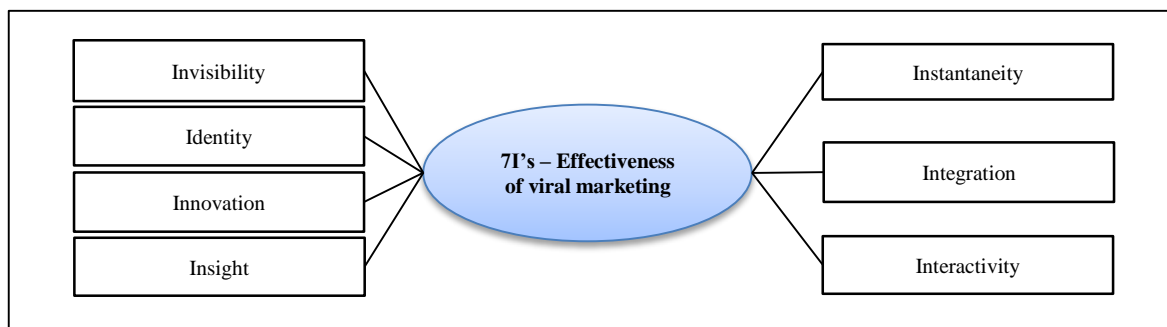 Invisibility
Identity
Innovation
Insight
7I’s – Effectiveness
of viral marketing
Instantaneity
Integration
Interactivity